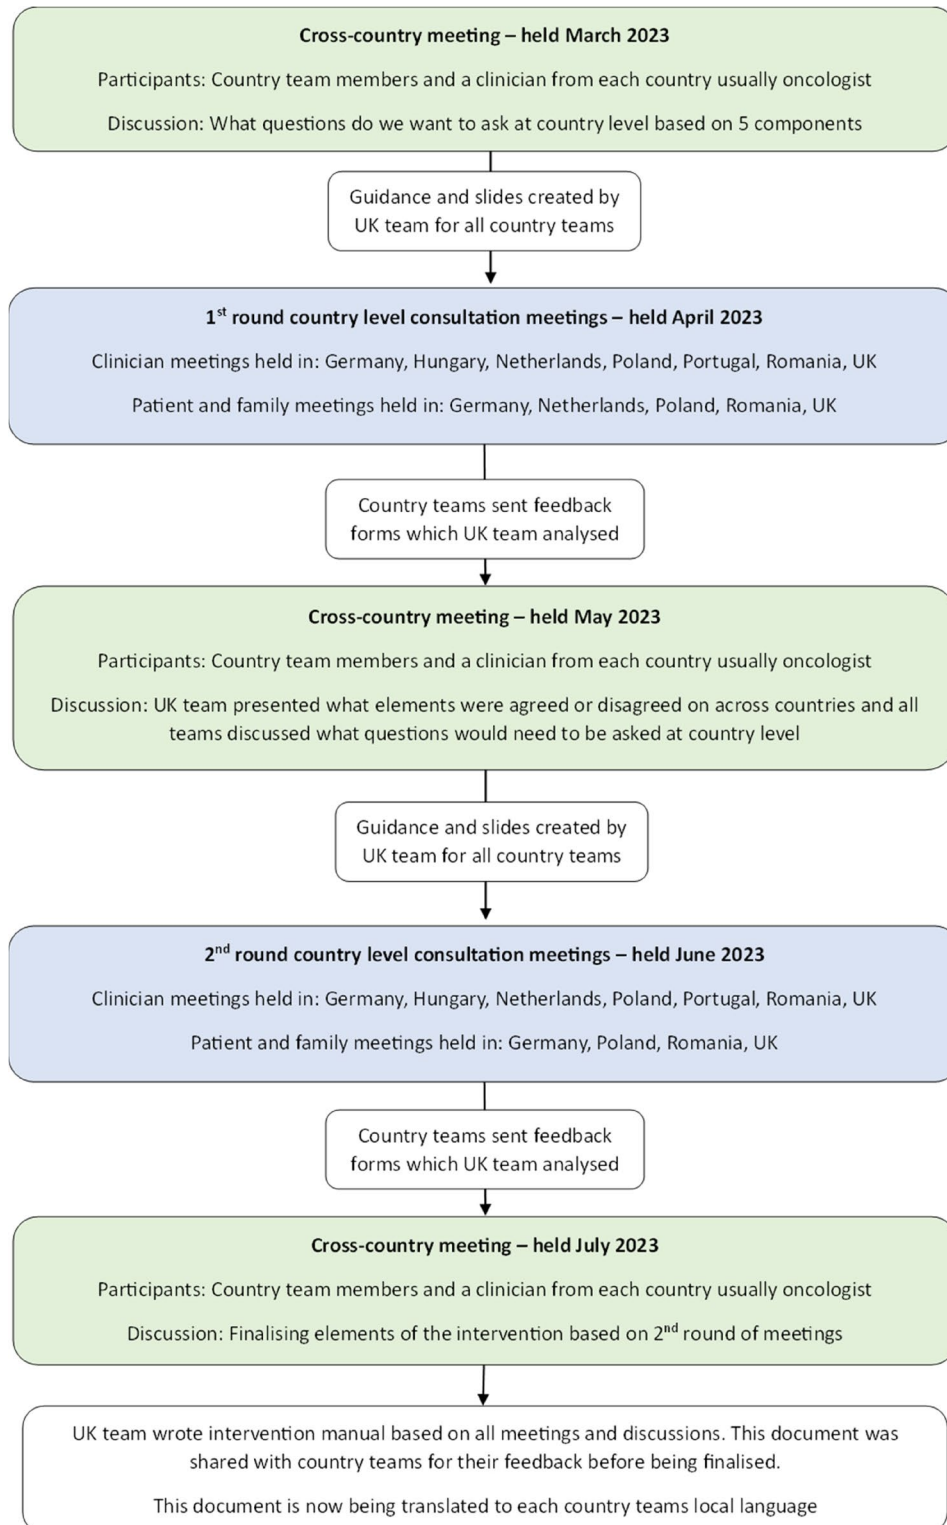 Cross-country meeting – held March 2023
Participants: Country team members and a clinician from each country usually oncologist
Discussion: What questions do we want to ask at country level based on 5 components
Guidance and slides created by
UK team for all country teams
1st round country level consultation meetings – held April 2023
Clinician meetings held in: Germany, Hungary, Netherlands, Poland, Portugal, Romania, UK
Patient and family meetings held in: Germany, Netherlands, Poland, Romania, UK
Country teams sent feedback
forms which UK team analysed
Cross-country meeting – held May 2023
Participants: Country team members and a clinician from each country usually oncologist
Discussion: UK team presented what elements were agreed or disagreed on across countries and all
teams discussed what questions would need to be asked at country level
Guidance and slides created by
UK team for all country teams
2nd round country level consultation meetings – held June 2023
Clinician meetings held in: Germany, Hungary, Netherlands, Poland, Portugal, Romania, UK
Patient and family meetings held in: Germany, Poland, Romania, UK
Country teams sent feedback
forms which UK team analysed
Cross-country meeting – held July 2023
Participants: Country team members and a clinician from each country usually oncologist
Discussion: Finalising elements of the intervention based on 2nd round of meetings
UK team wrote intervention manual based on all meetings and discussions. This document was
shared with country teams for their feedback before being finalised.
This document is now being translated to each country teams local language